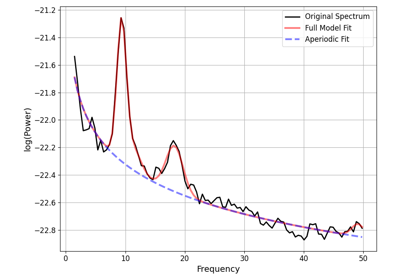 -21.2
-21.4
-21.6
-21.8
-22.0
-22.2
-22.4
-22.6
-22.8
log(Power)
Original Spectrum
Full Model Fit
Aperiodic Fit
0 10 20 30 40 50
Frequency